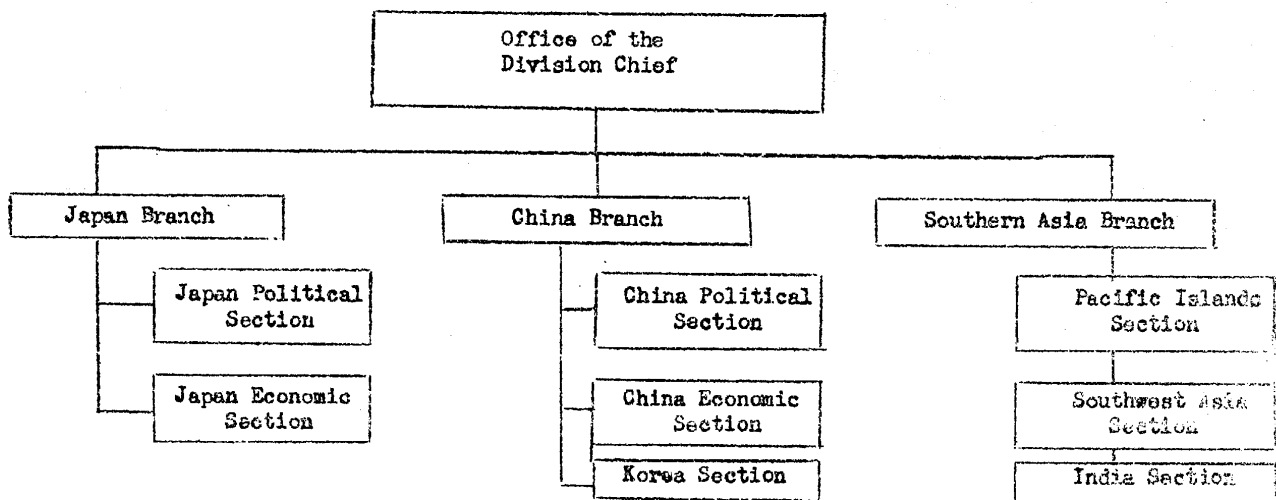 Office of the
Division Chief
Japan Branch
China Branch
Southern Asia Branch
Japan Political
Section
China Political
Section
Pacific Islands
Section
Japan Economic
Section
China Economic
Section
Southwest Asia
Section
Korea Section
India Section